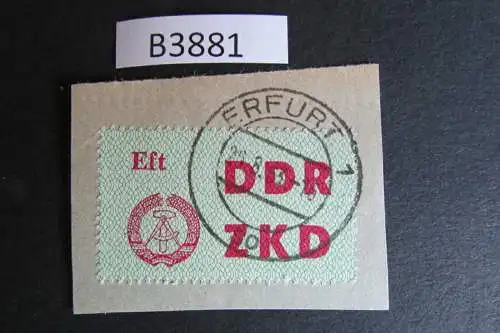 B3881
ERFURT 1
Eft
DDR
ZKD